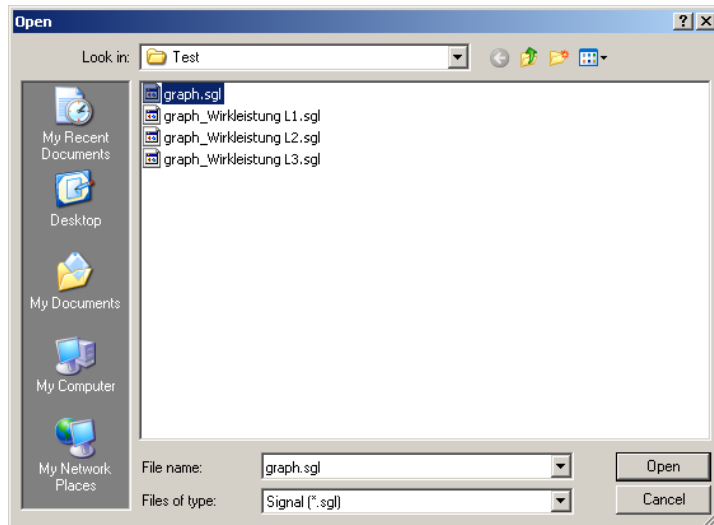 Open
Look in:
Test
graph.sgl
graph_Wirkleistung L1.sgl
graph_Wirkleistung L2.sgl
graph_Wirkleistung L3.sgl
My Recent
Documents
Desktop
My Documents
My Computer
My Network
Places
File name:
graph.sgl
Open
Files of type:
Signal (*.sgl)
Cancel